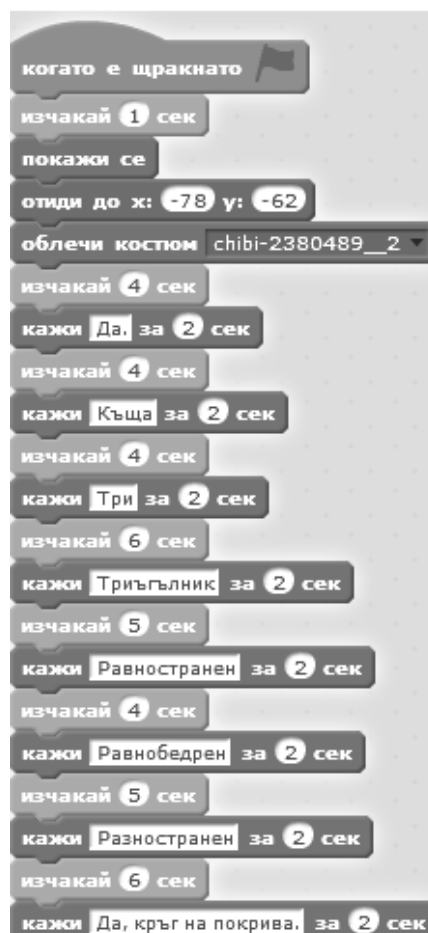 когато е щракнато
изчакай 1 сек
покажи се
отиди до x: -78 y: -62
облечи костюм chibi-2380489__2
изчакай 4 сек
кажи Да. за 2 сек
изчакай 4 сек
кажи Къща за 2 сек
изчакай 4 сек
кажи Три за 2 сек
изчакай 6 сек
кажи Триъгълник за 2 сек
изчакай 5 сек
кажи Равностранен за 2 сек
изчакай 4 сек
кажи Равнобедрен за 2 сек
изчакай 5 сек
кажи Разностранен за 2 сек
изчакай 6 сек
кажи Да, кръг на покрива. за 2 сек